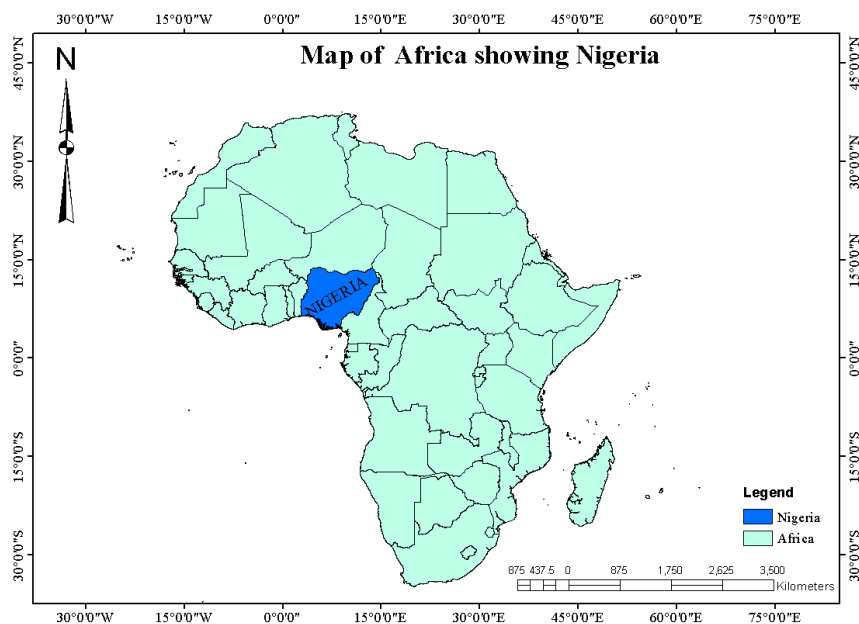 30°0'0"W 15°0'0"W 0°0'0" 15°0'0"E 30°0'0"E 45°0'0"E 60°0'0"E 75°0'0"E
Map of Africa showing Nigeria
N
45°0'0"N 45°0'0"N
30°0'0"N 30°0'0"N
15°0'0"N 15°0'0"N
NIGERIA
0°0'0" 0°0'0"
15°0'0"S 15°0'0"S
Legend
Nigeria
Africa
30°0'0"S 30°0'0"S
875 437.5 0 875 1,750 2,625 3,500
Kilometers
30°0'0"W 15°0'0"W 0°0'0" 15°0'0"E 30°0'0"E 45°0'0"E 60°0'0"E 75°0'0"E